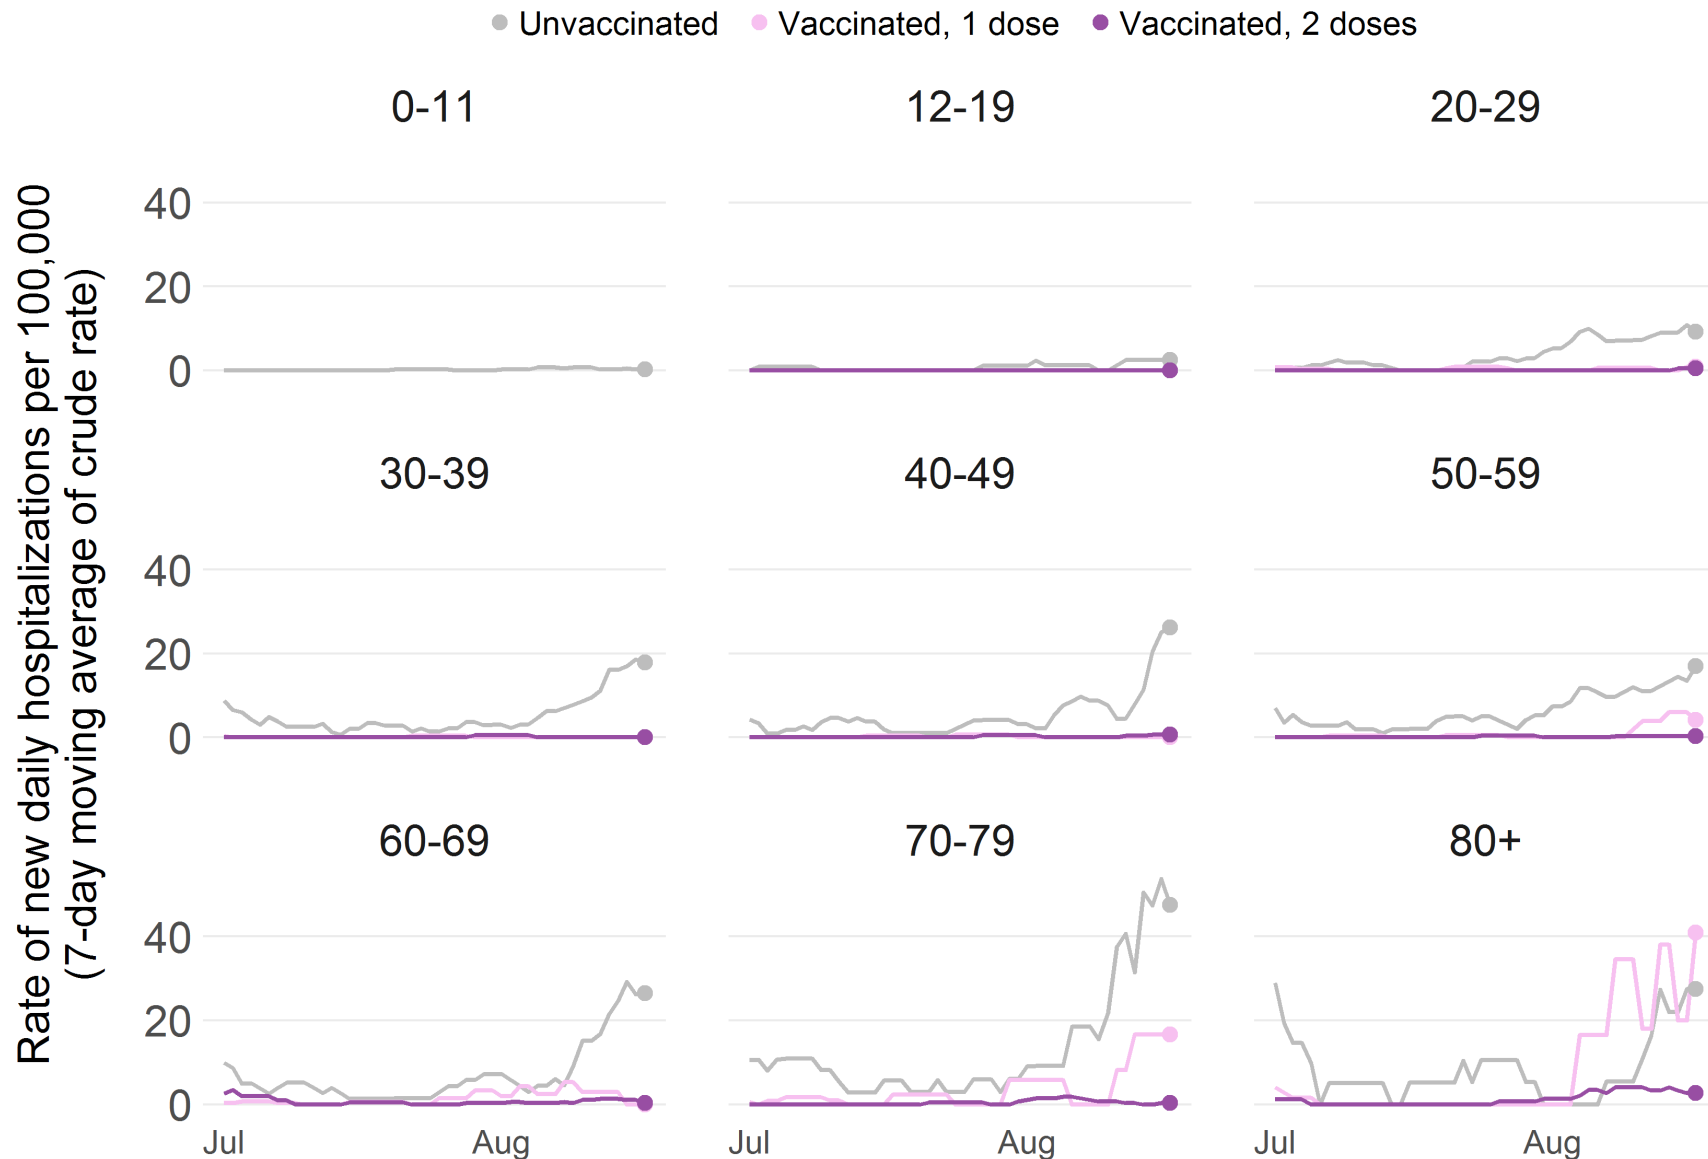 Unvaccinated Vaccinated, 1 dose Vaccinated, 2 doses
Rate of new daily hospitalizations per 100,000
(7-day moving average of crude rate)
0-11 12-19 20-29
40
20
0
30-39 40-49 50-59
40
20
0
60-69 70-79 80+
40
20
0
Jul Aug Jul Aug Jul Aug